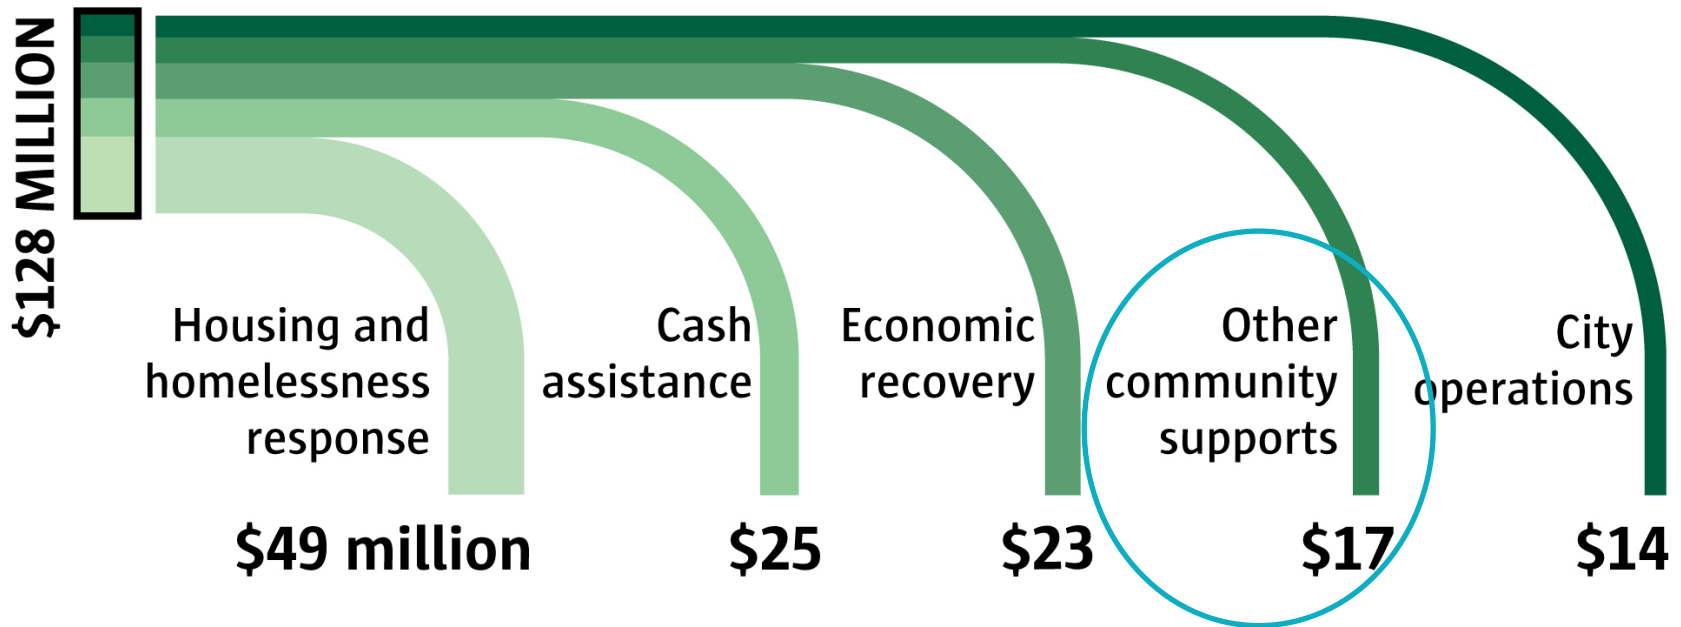 $128 MILLION
Housing and
homelessness
response
$49 million
Cash
assistance
$25
Economic
recovery
$23
Other
community
supports
$17
City
operations
$14